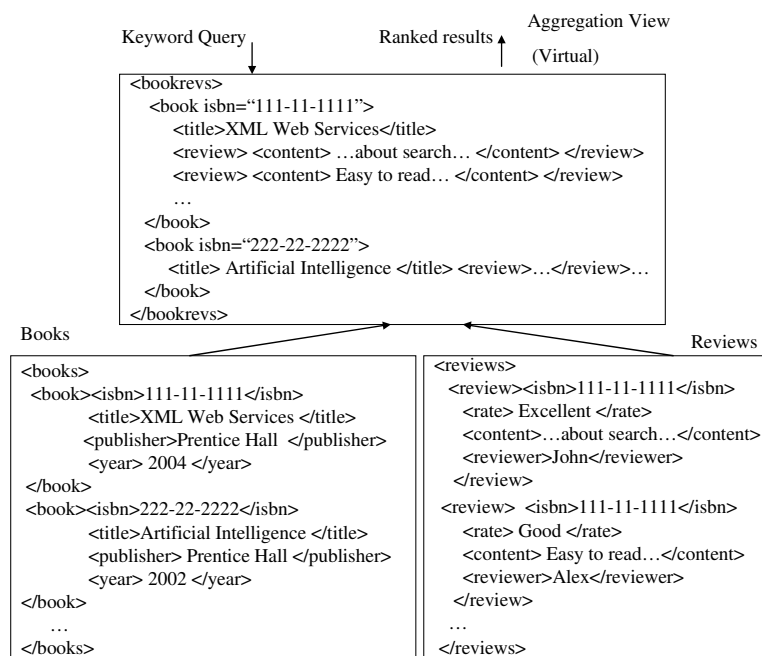 Keyword Query
Ranked results
Aggregation View
(Virtual)
<bookrevs>
<book isbn=“111-11-1111”>
<title>XML Web Services</title>
<review> <content> …about search… </content> </review>
<review> <content> Easy to read… </content> </review>
…
</book>
<book isbn=“222-22-2222”>
<title> Artificial Intelligence </title> <review>…</review>…
</book>
</bookrevs>
Books
<books>
<book><isbn>111-11-1111</isbn>
<title>XML Web Services </title>
<publisher>Prentice Hall </publisher>
<year> 2004 </year>
</book>
<book><isbn>222-22-2222</isbn>
<title>Artificial Intelligence </title>
<publisher> Prentice Hall </publisher>
<year> 2002 </year>
</book>
…
</books>
Reviews
<reviews>
<review><isbn>111-11-1111</isbn>
<rate> Excellent </rate>
<content>…about search…</content>
<reviewer>John</reviewer>
</review>
<review> <isbn>111-11-1111</isbn>
<rate> Good </rate>
<content> Easy to read…</content>
<reviewer>Alex</reviewer>
</review>
…
</reviews>